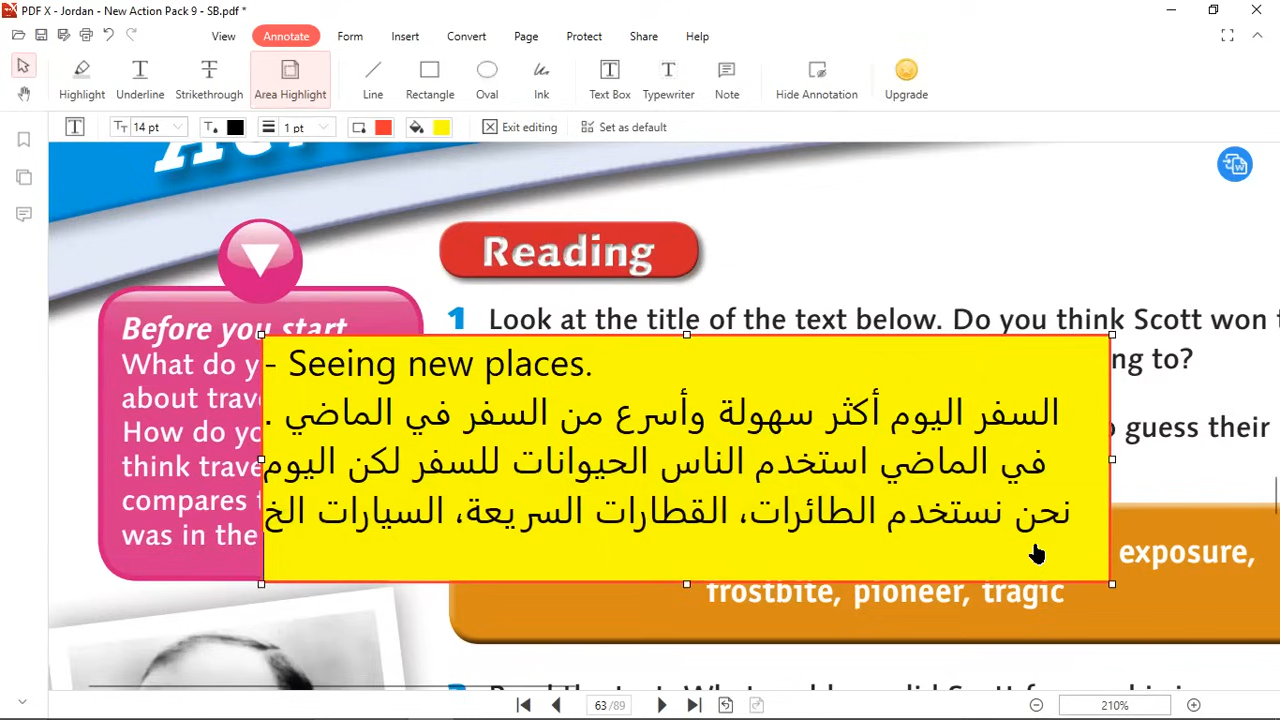 PDF X - Jordan - New Action Pack 9 - SB.pdf *
View Annotate Form Insert Convert Page Protect Share Help
Highlight Underline Strikethrough Area Highlight Line Rectangle Oval Ink Text Box Typewriter Note Hide Annotation Upgrade
14 pt 1 pt Exit editing Set as default
Reading
Before you start
What do y
about trave
How do yo
think trave
compares t
was in the
1 Look at the title of the text below. Do you think Scott won t
ng to?
guess their
- Seeing new places.
السفر اليوم أكثر سهولة وأسرع من السفر في الماضي .
في الماضي استخدم الناس الحيوانات للسفر لكن اليوم
نحن نستخدم الطائرات، القطارات السريعة، السيارات الخ
exposure,
frostbite, pioneer, tragic
63 /89
210%